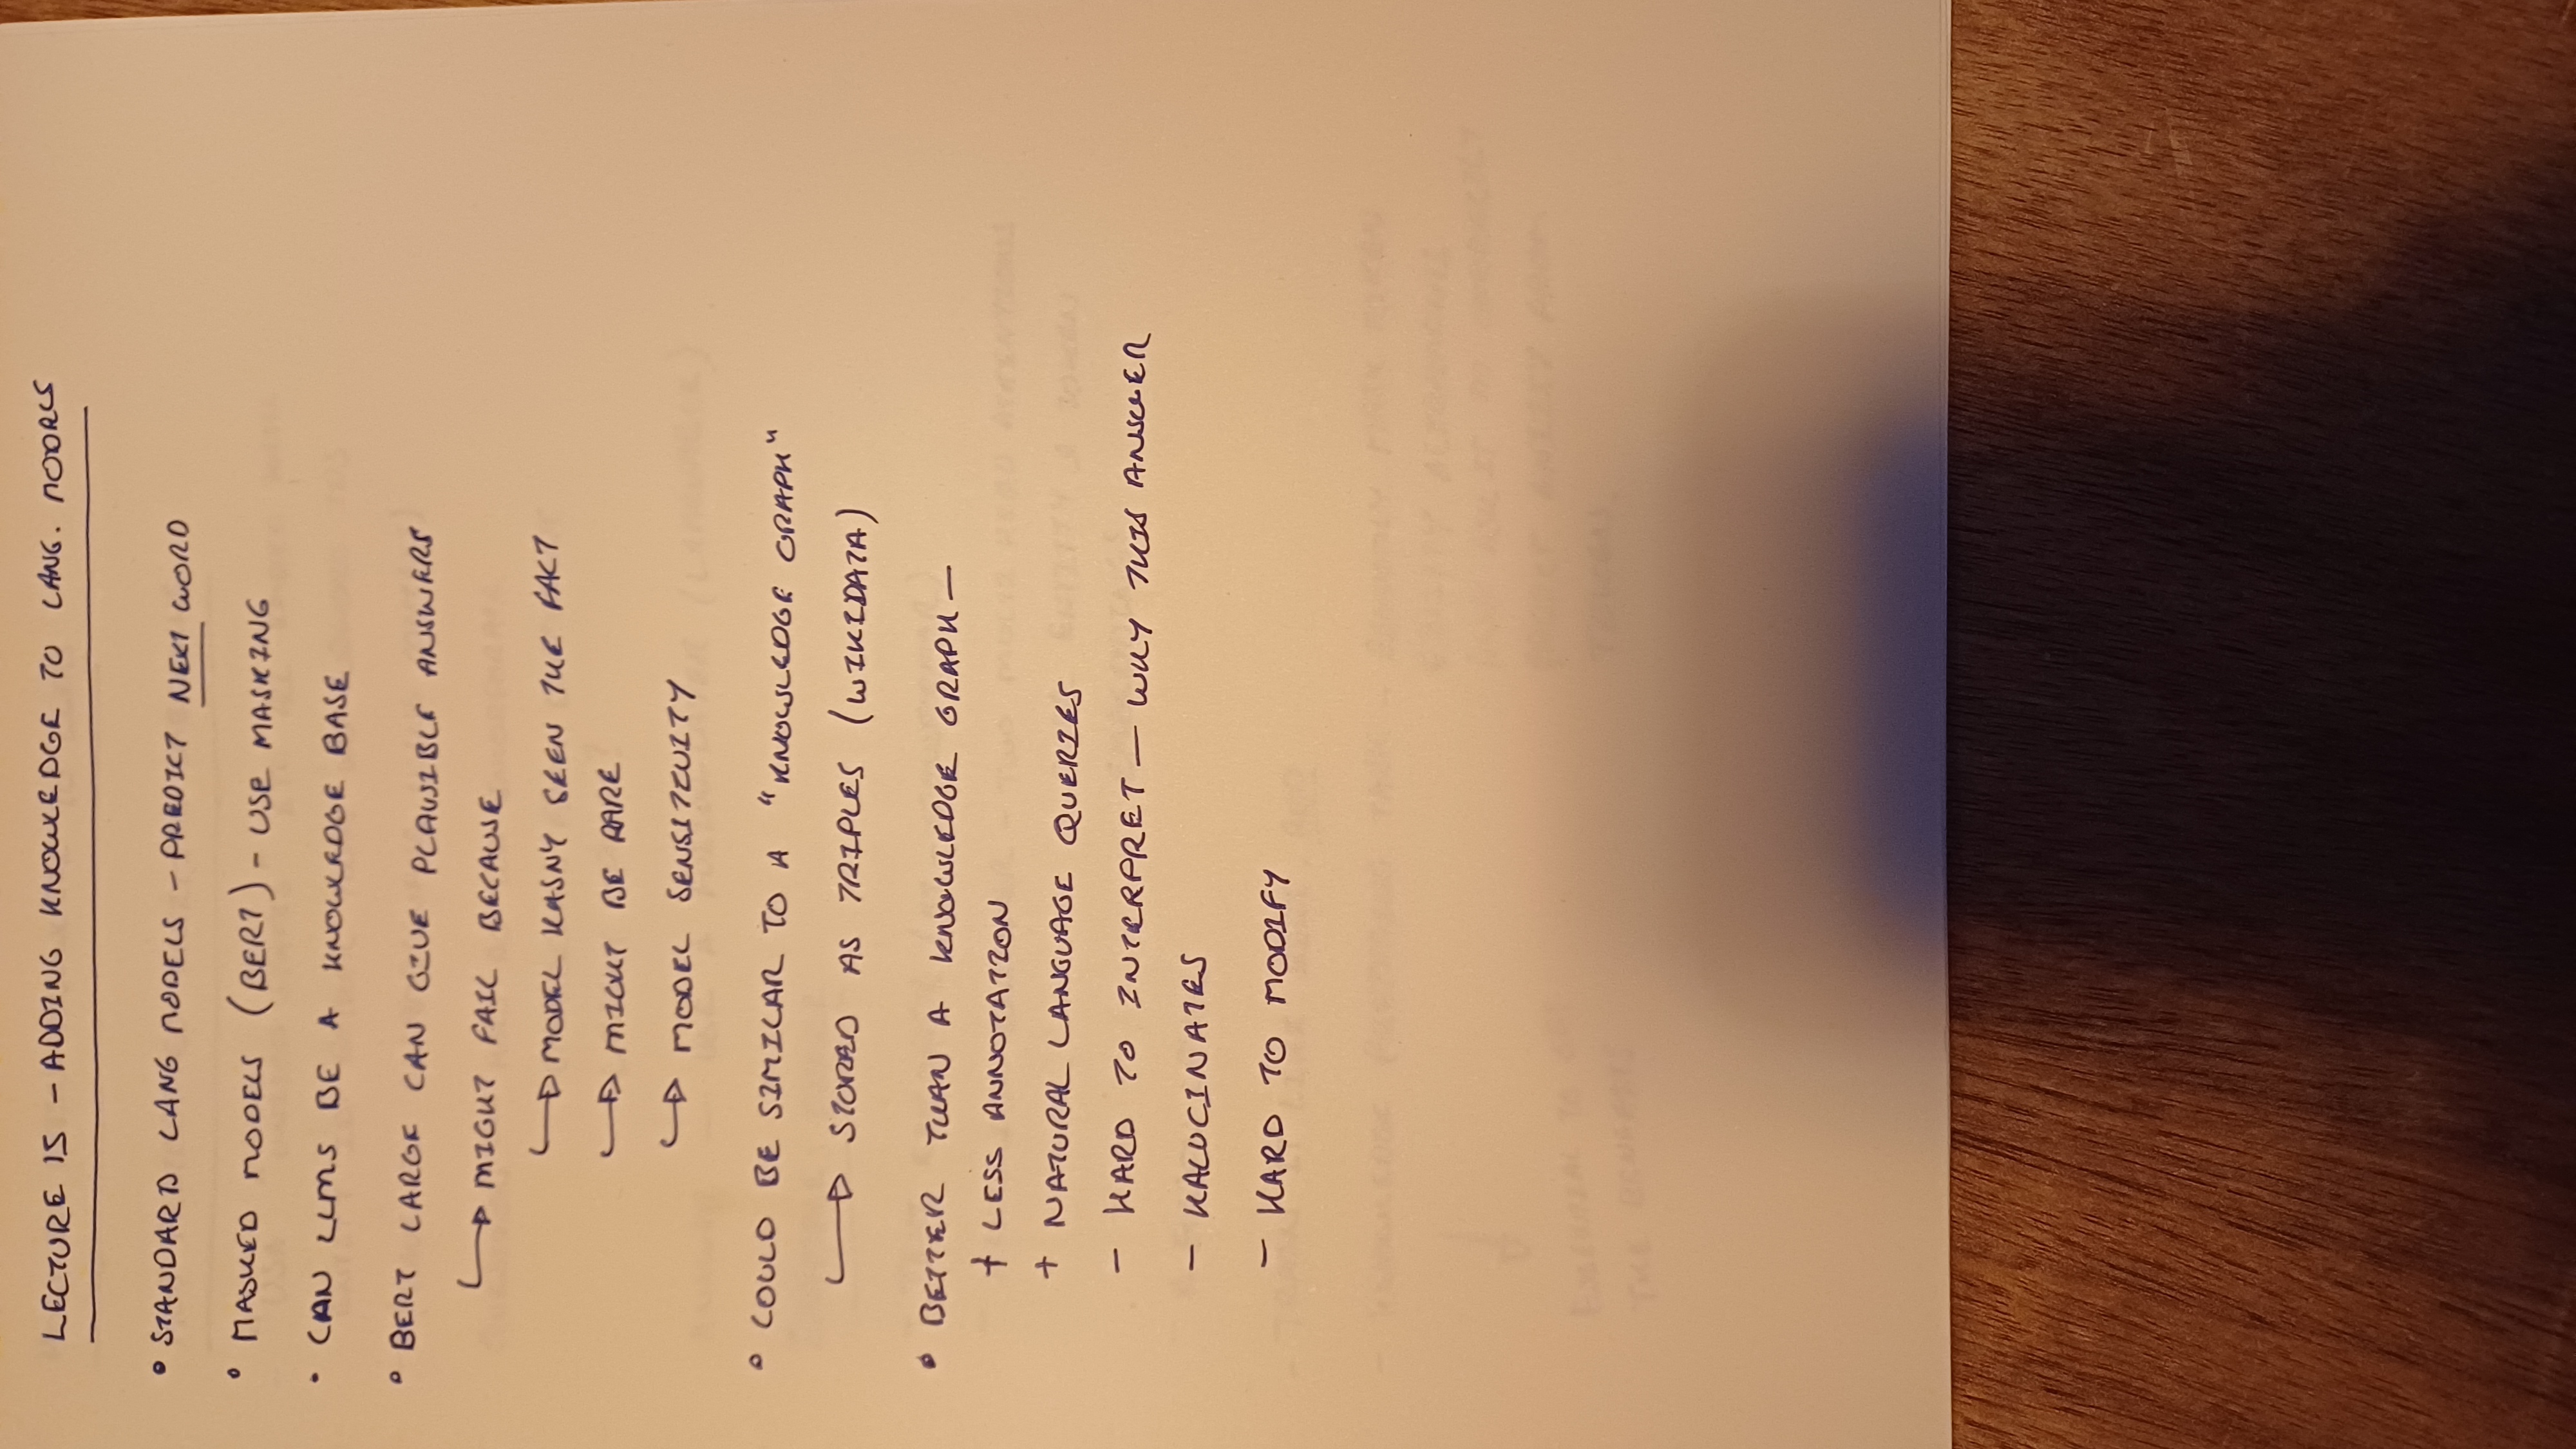 LECTURE 15 - ADDING KNOWLEDGE TO LANG. MODELS
• STANDARD LANG MODELS - PREDICT NEXT WORD
• MASKED MODELS (BERT) - USE MASKING
• CAN LLMS BE A KNOWLEDGE BASE
• BERT LARGE CAN GIVE PLAUSIBLE ANSWERS
↳ MIGHT FAIL BECAUSE
↳ MODEL HASNT SEEN THE FACT
↳ MIGHT BE RARE
↳ MODEL SENSITIVITY
• COULD BE SIMILAR TO A "KNOWLEDGE GRAPH"
↳ STORED AS TRIPLES (WIKIDATA)
• BETTER THAN A KNOWLEDGE GRAPH —
+ LESS ANNOTATION
+ NATURAL LANGUAGE QUERIES
- HARD TO INTERPRET — WHY THIS ANSWER
- HALUCINATES
- HARD TO MODIFY